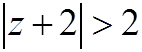 |z + 2| > 2